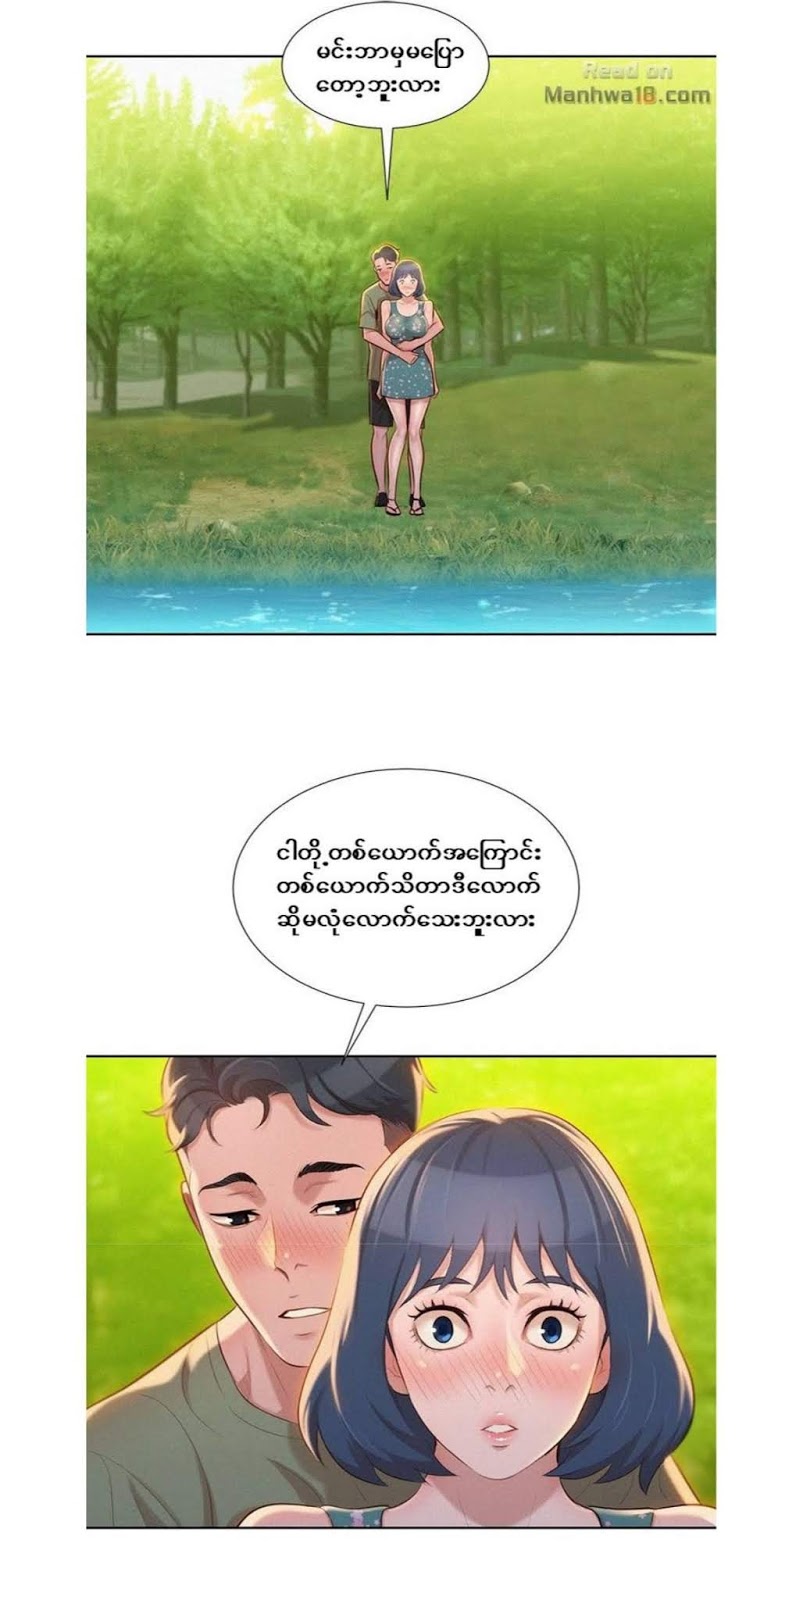 မင်းဘာမှမပြော
တော့ဘူးလား
Read on
Manhwa18.com
ငါတို့တစ်ယောက်အကြောင်း
တစ်ယောက်သိတာဒီလောက်
ဆိုမလုံလောက်သေးဘူးလား